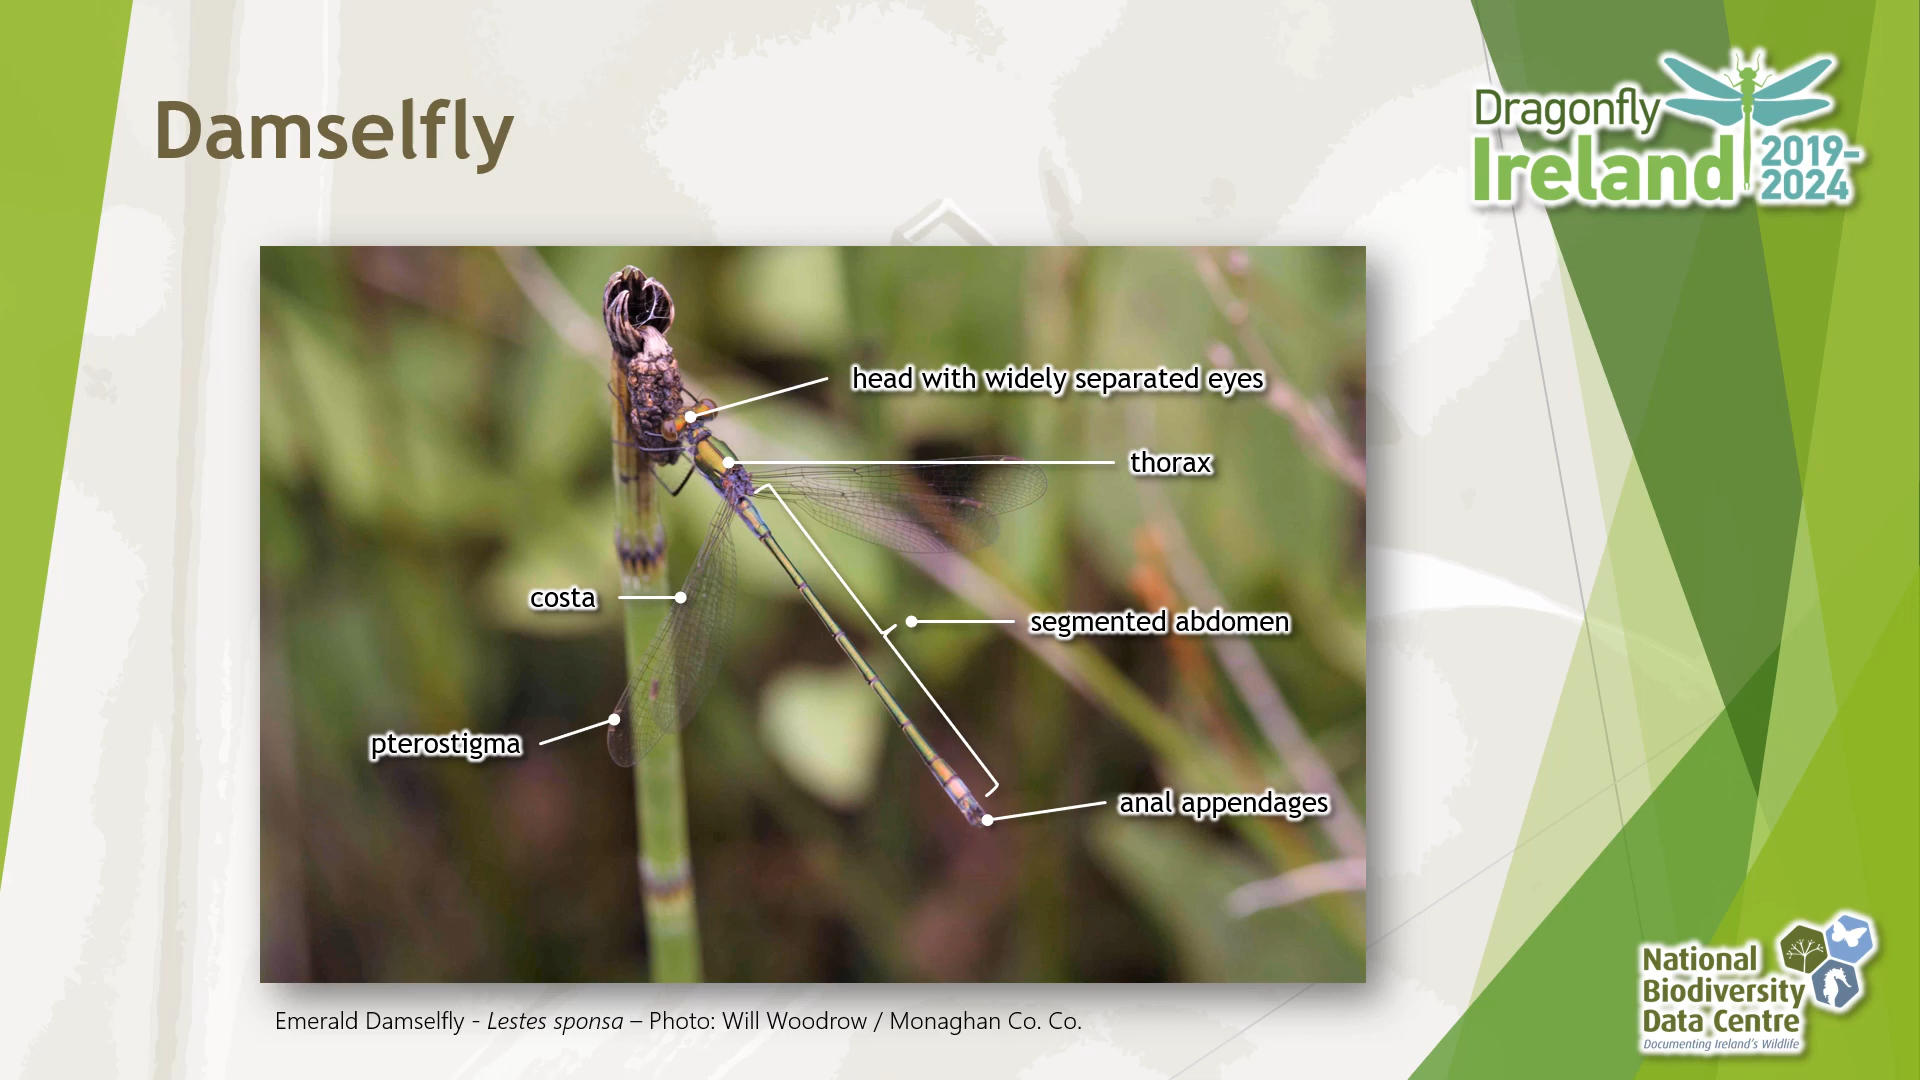 Damselfly
Dragonfly
Ireland
2019-
2024
head with widely separated eyes
thorax
costa
segmented abdomen
pterostigma
anal appendages
Emerald Damselfly - Lestes sponsa – Photo: Will Woodrow / Monaghan Co. Co.
National
Biodiversity
Data Centre
Documenting Ireland's Wildlife